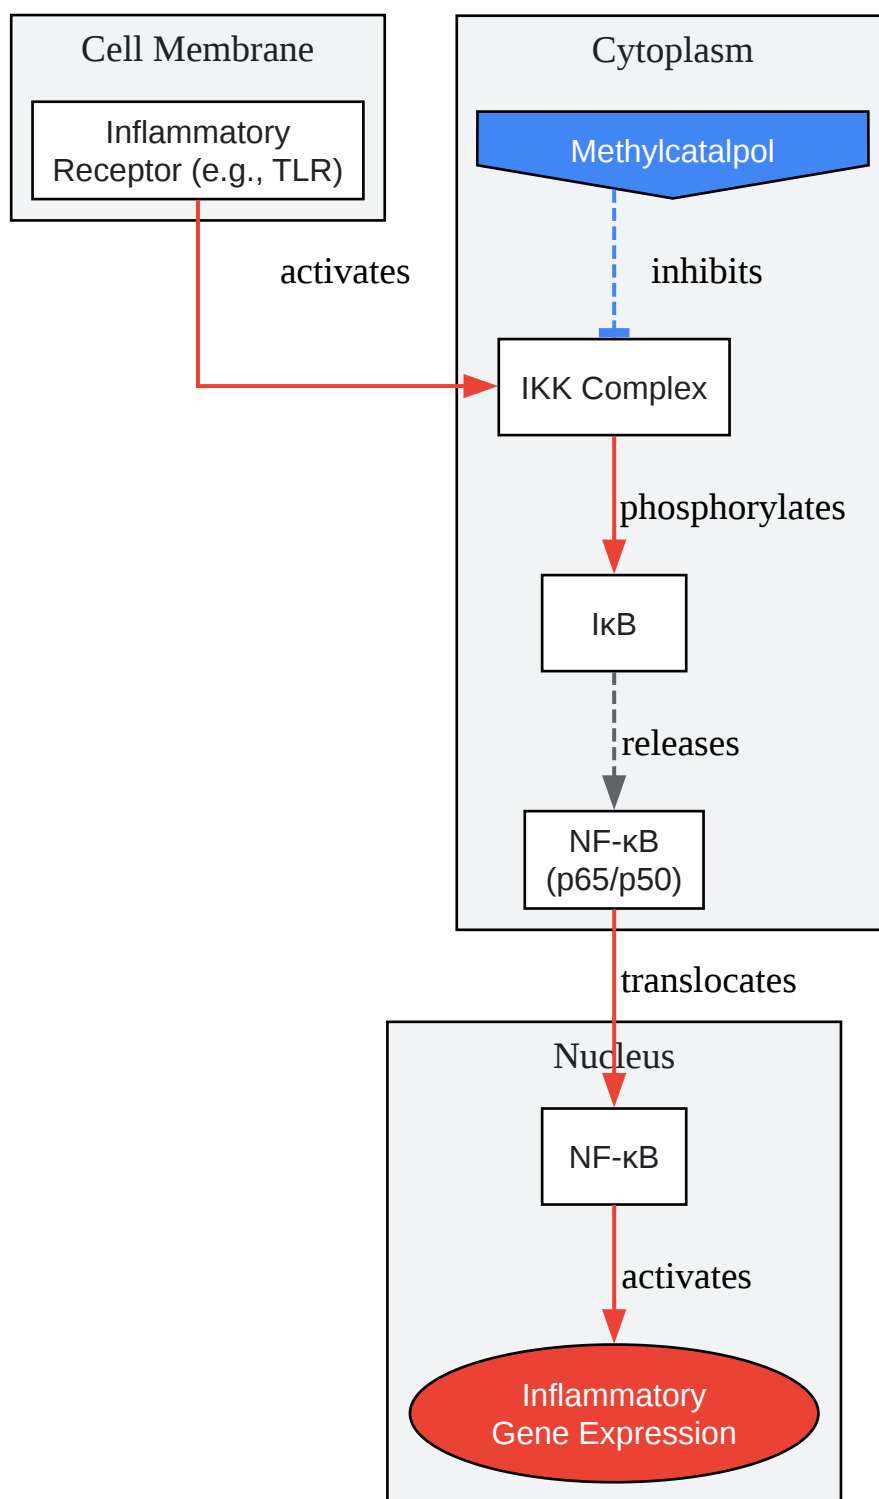 Cell Membrane
Inflammatory
Receptor (e.g., TLR)
activates
Cytoplasm
Methylcatalpol
inhibits
IKK Complex
phosphorylates
IκB
releases
NF-κB
(p65/p50)
translocates
Nucleus
NF-κB
activates
Inflammatory
Gene Expression